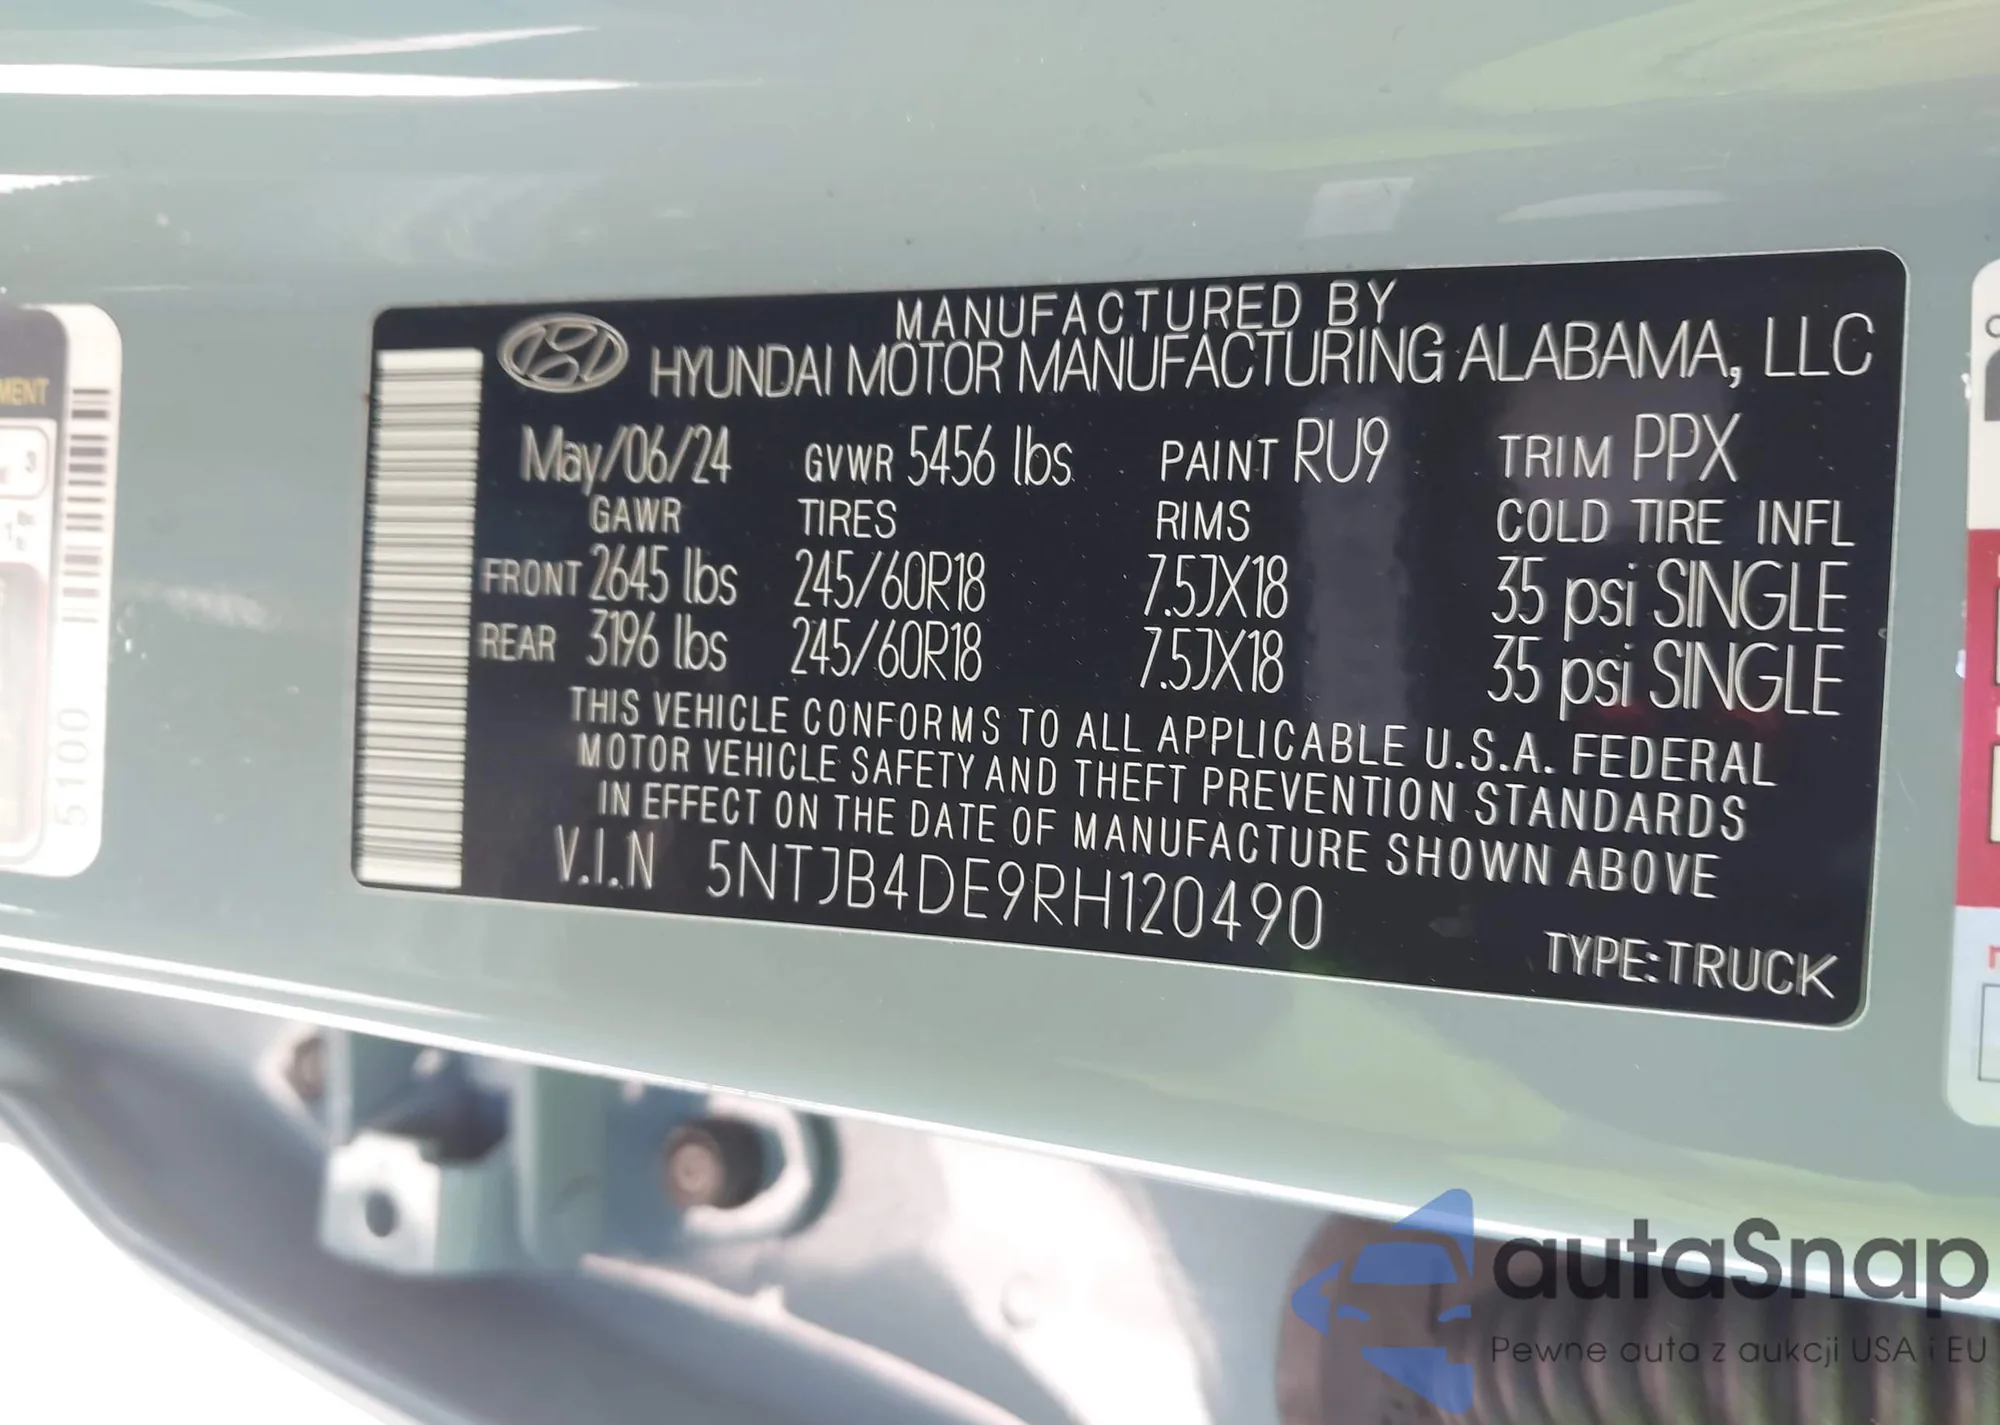 MENT
3
5100
MANUFACTURED BY
HYUNDAI MOTOR MANUFACTURING ALABAMA, LLC
May/06/24 GVWR 5456 lbs PAINT RU9 TRIM PPX
GAWR TIRES RIMS COLD TIRE INFL
FRONT 2645 lbs 245/60R18 7.5JX18 35 psi SINGLE
REAR 3196 lbs 245/60R18 7.5JX18 35 psi SINGLE
THIS VEHICLE CONFORMS TO ALL APPLICABLE U.S.A. FEDERAL
MOTOR VEHICLE SAFETY AND THEFT PREVENTION STANDARDS
IN EFFECT ON THE DATE OF MANUFACTURE SHOWN ABOVE
V.I.N 5NTJB4DE9RH120490
TYPE:TRUCK
autaSnap
Pewne auta z aukcji USA i EU